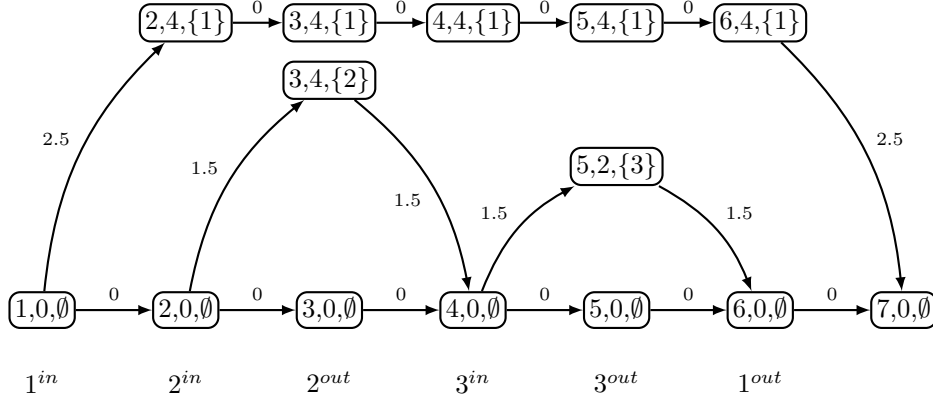 0 0 0 0
2,4,{1} 3,4,{1} 4,4,{1} 5,4,{1} 6,4,{1}
3,4,{2}
2.5 2.5
1.5 5,2,{3}
1.5 1.5 1.5
0 0 0 0 0 0
1,0,∅ 2,0,∅ 3,0,∅ 4,0,∅ 5,0,∅ 6,0,∅ 7,0,∅
1^{in} 2^{in} 2^{out} 3^{in} 3^{out} 1^{out}